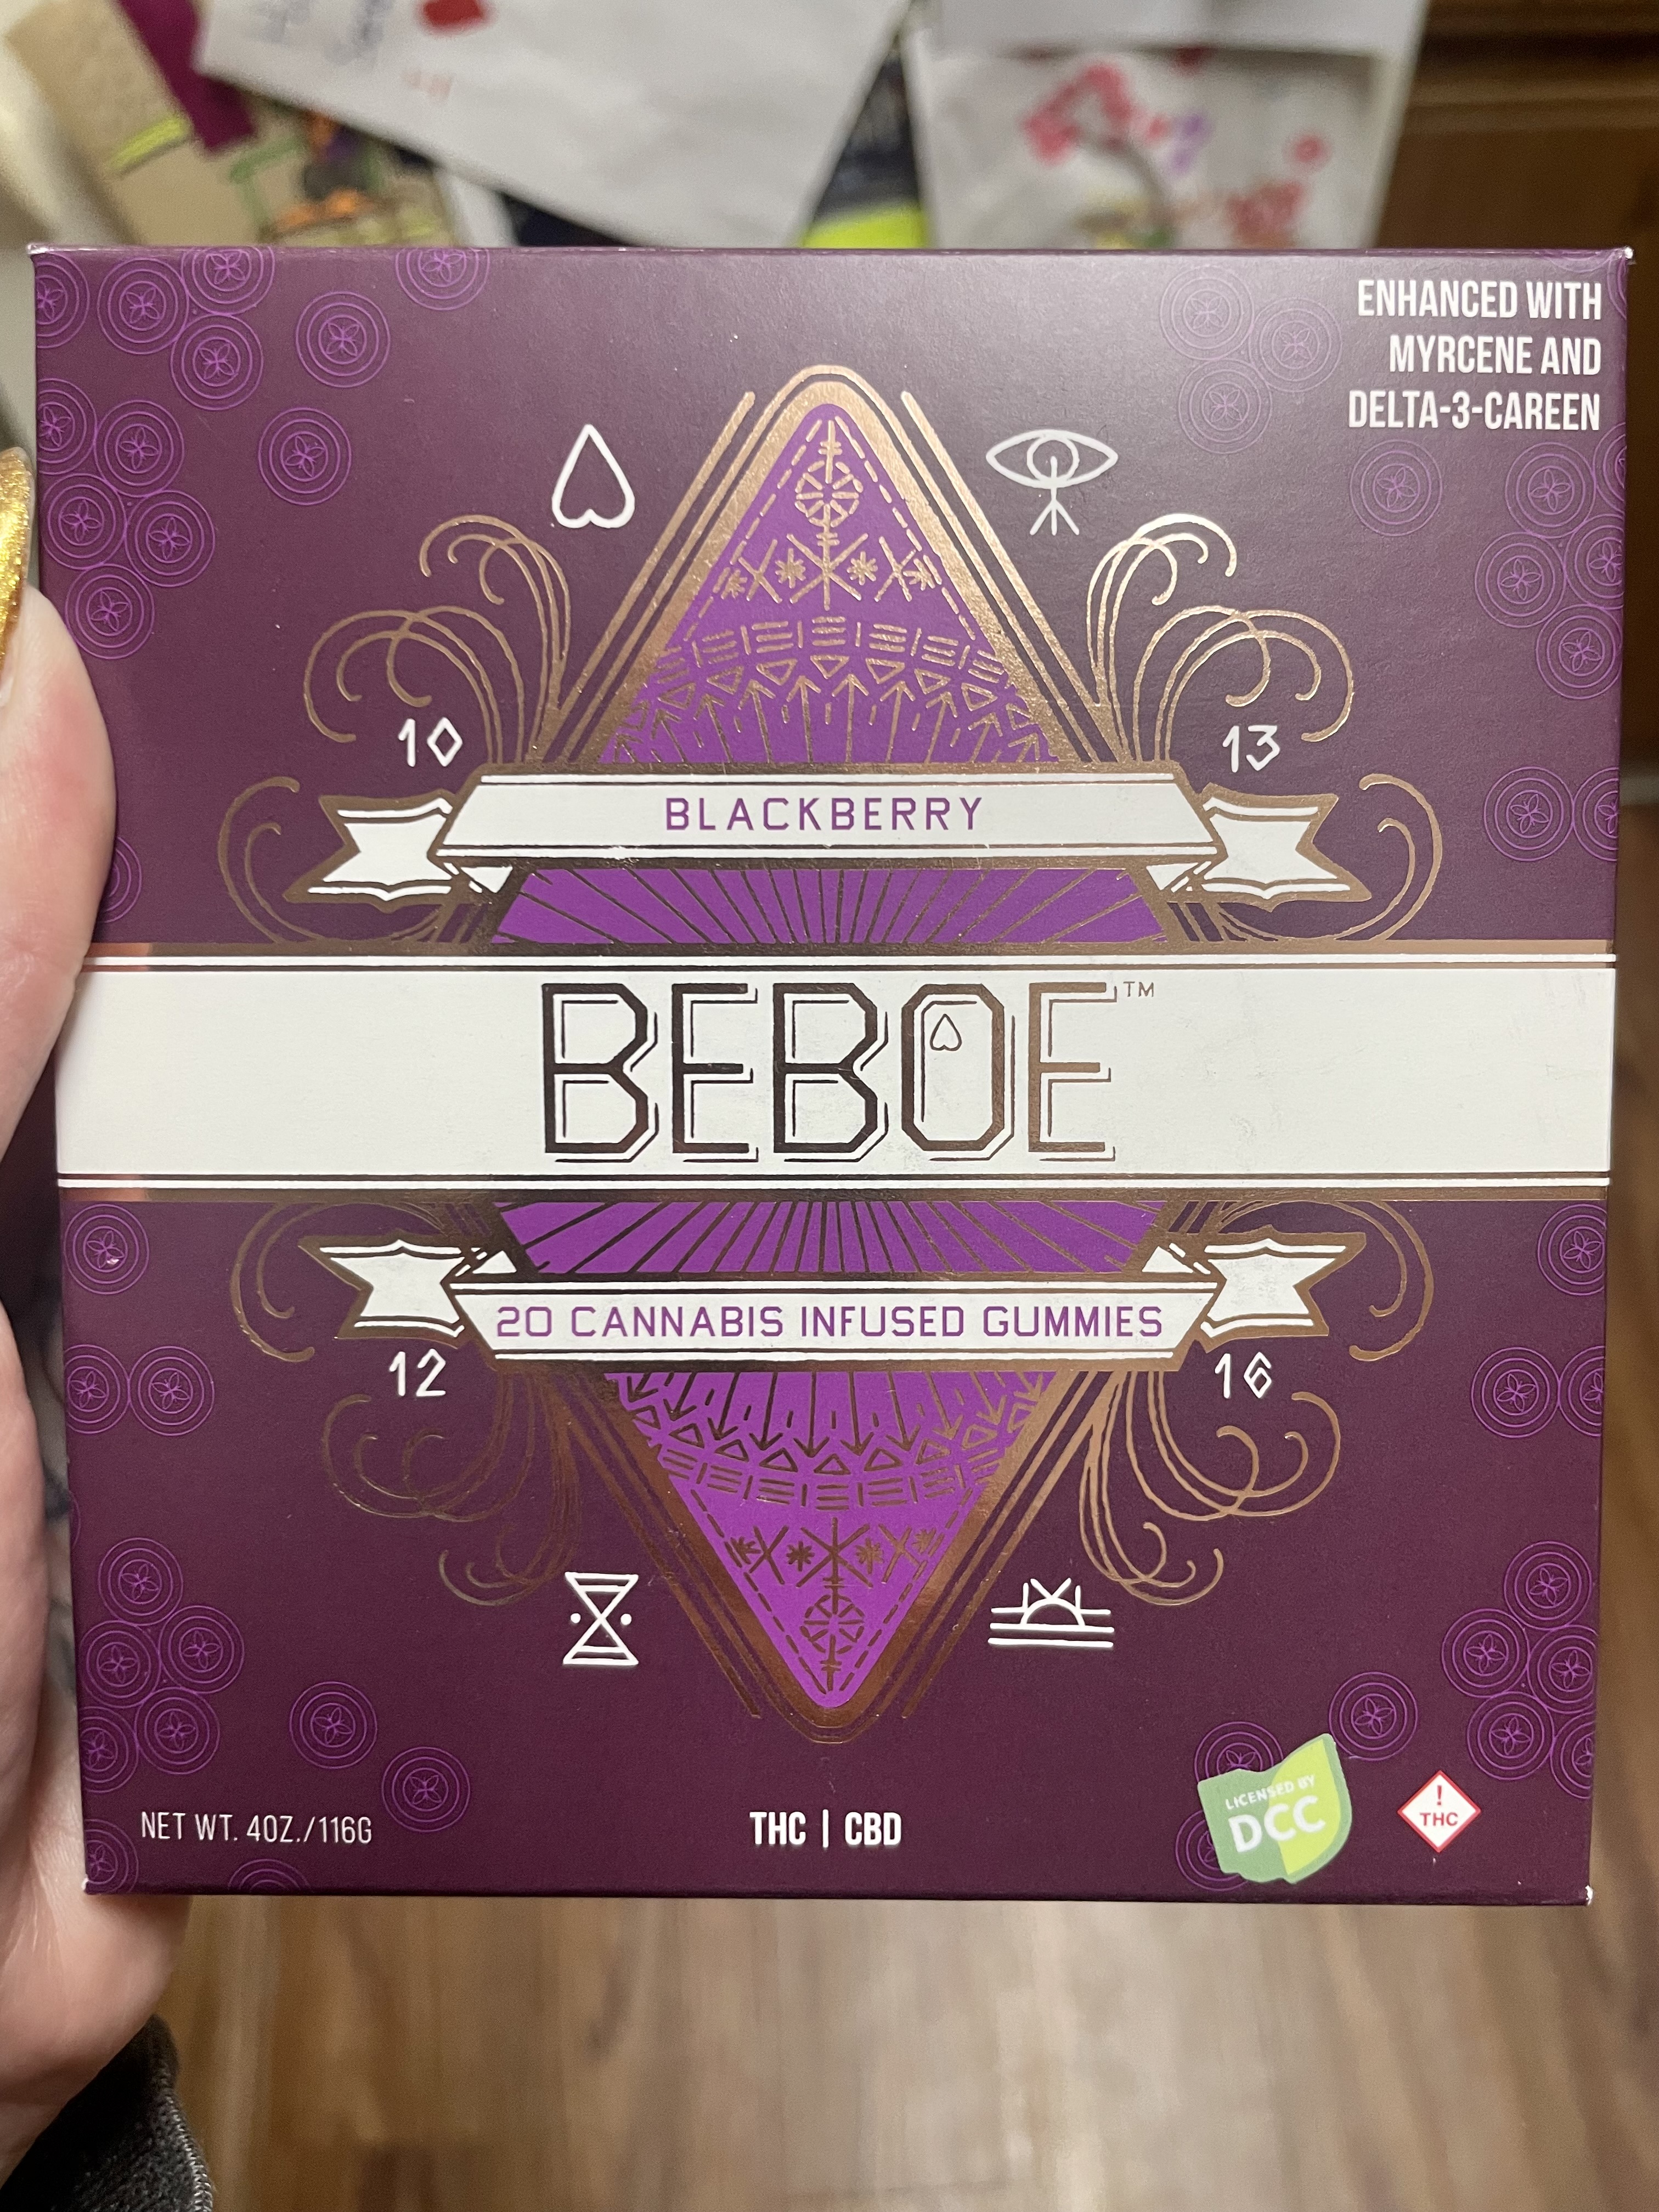 ENHANCED WITH
MYRCENE AND
DELTA-3-CAREEN
10
13
BLACKBERRY
BEBOE™
20 CANNABIS INFUSED GUMMIES
12
16
NET WT. 4OZ./116G
THC | CBD
LICENSED BY
DCC
!
THC